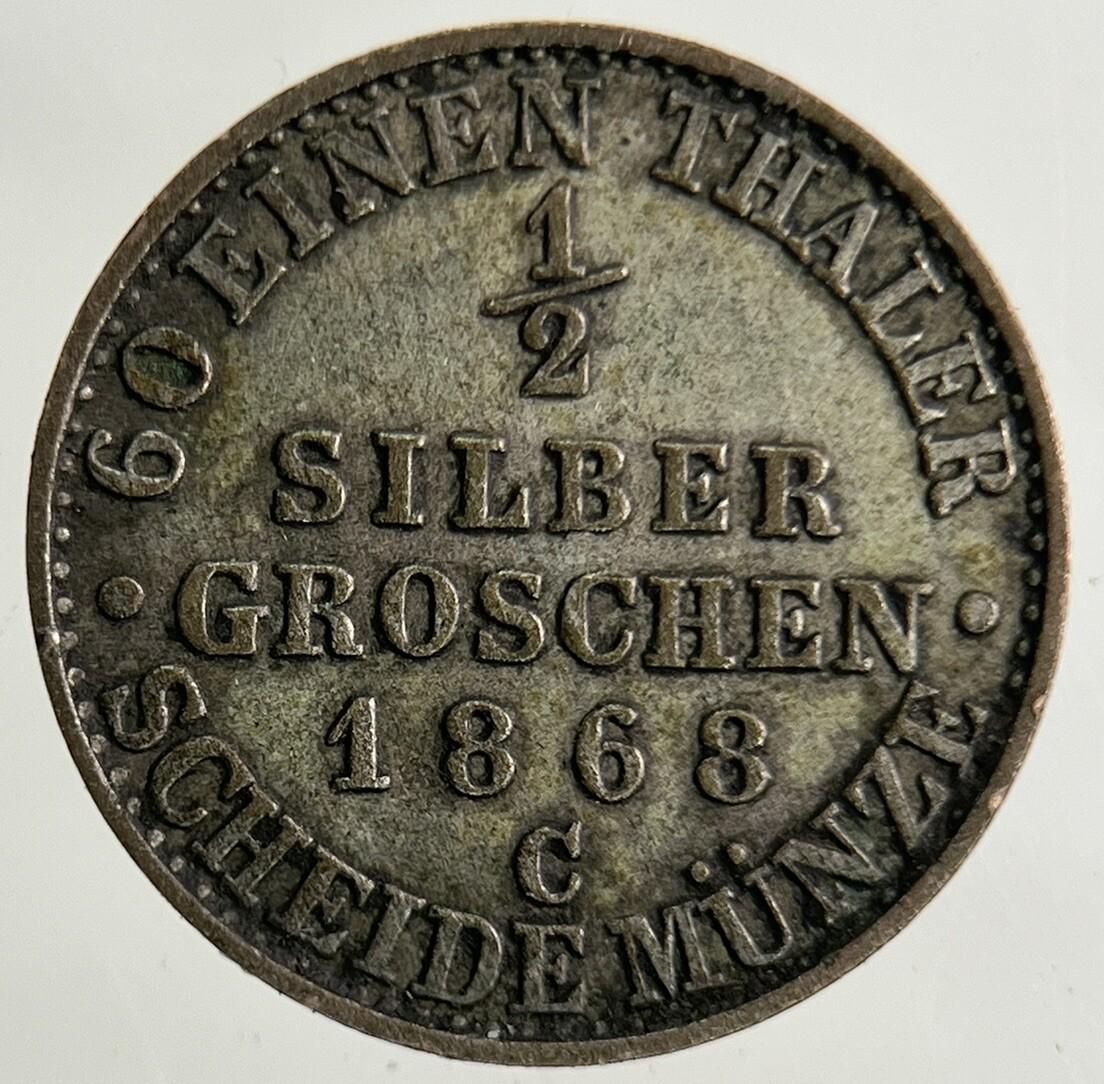 60 EINEN THALER
1/2
SILBER
GROSCHEN
1868
C
SCHEIDE MÜNZE